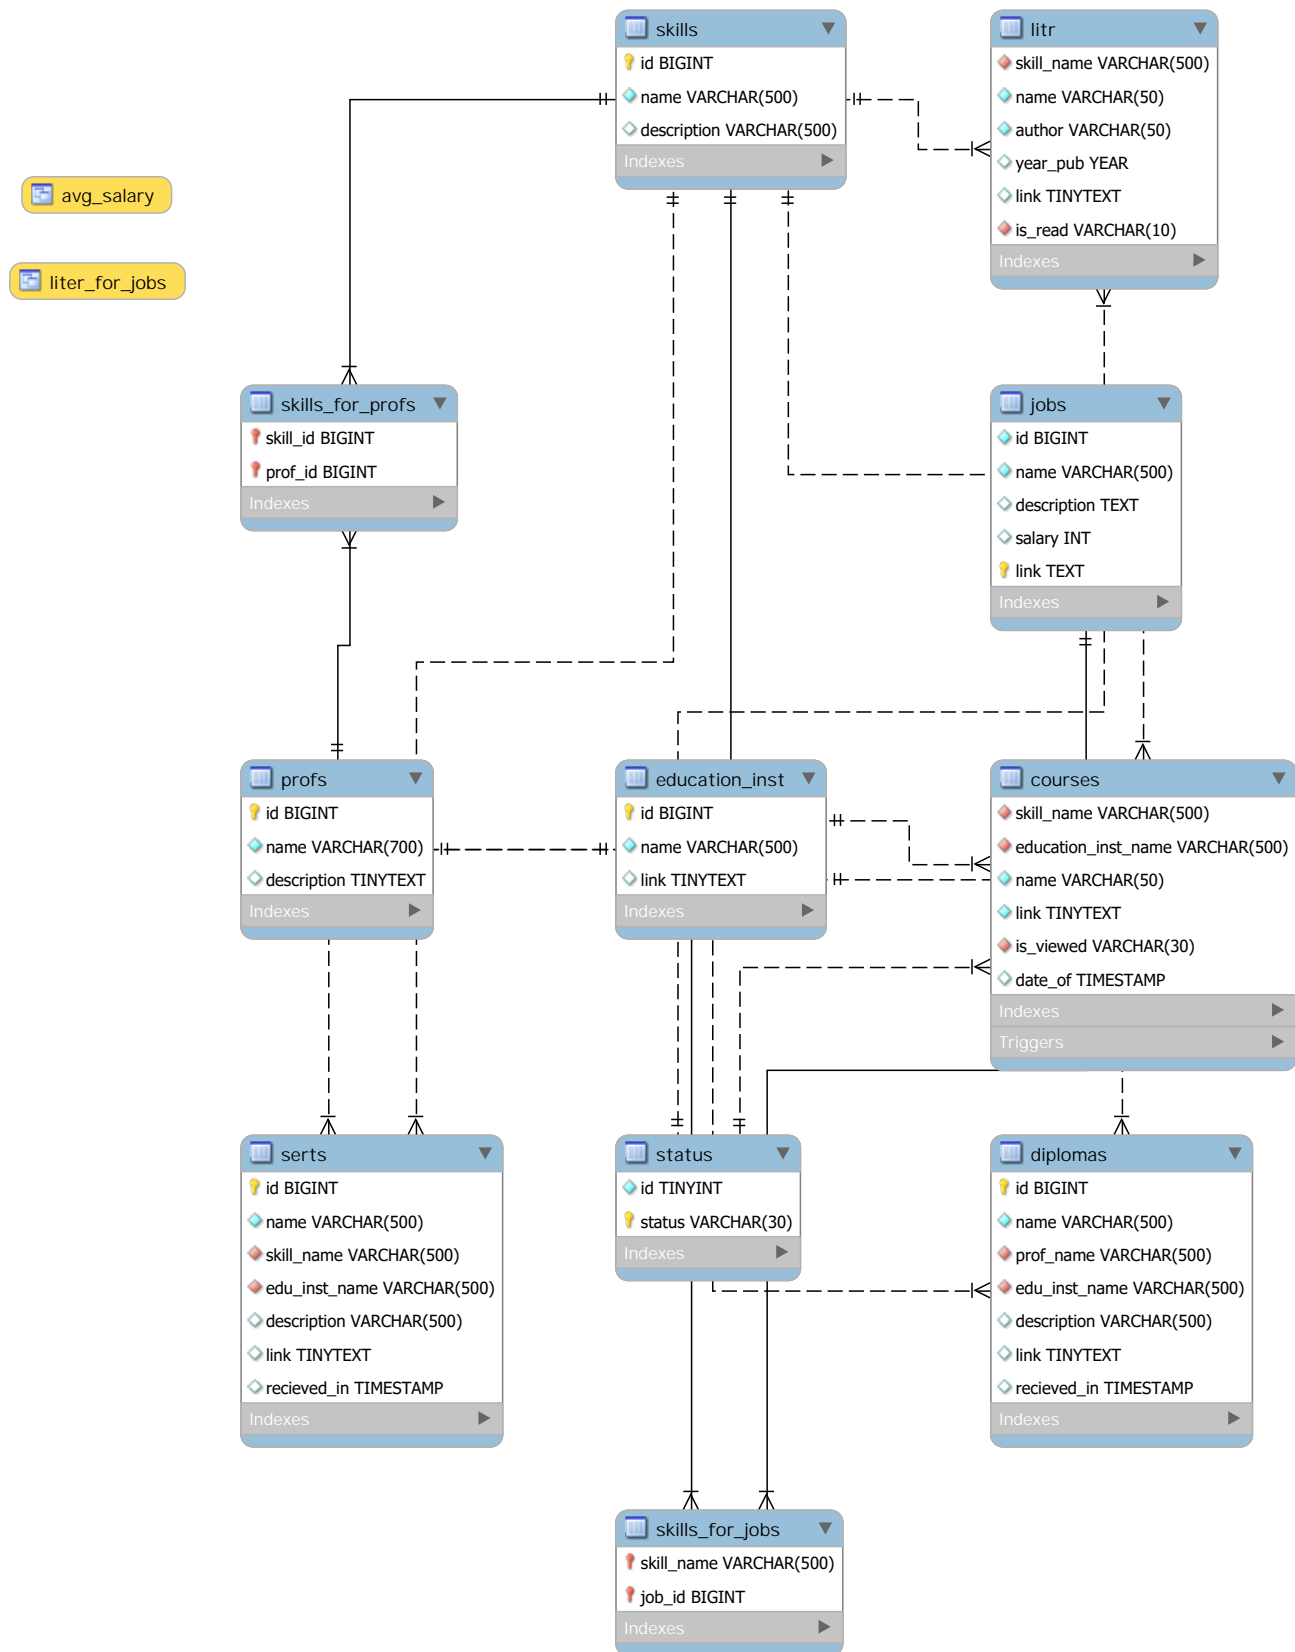 skills
id BIGINT
name VARCHAR(500)
description VARCHAR(500)
Indexes
litr
skill_name VARCHAR(500)
name VARCHAR(50)
author VARCHAR(50)
year_pub YEAR
link TINYTEXT
is_read VARCHAR(10)
Indexes
avg_salary
liter_for_jobs
skills_for_profs
skill_id BIGINT
prof_id BIGINT
Indexes
jobs
id BIGINT
name VARCHAR(500)
description TEXT
salary INT
link TEXT
Indexes
profs
id BIGINT
name VARCHAR(700)
description TINYTEXT
Indexes
education_inst
id BIGINT
name VARCHAR(500)
link TINYTEXT
Indexes
courses
skill_name VARCHAR(500)
education_inst_name VARCHAR(500)
name VARCHAR(50)
link TINYTEXT
is_viewed VARCHAR(30)
date_of TIMESTAMP
Indexes
Triggers
serts
id BIGINT
name VARCHAR(500)
skill_name VARCHAR(500)
edu_inst_name VARCHAR(500)
description VARCHAR(500)
link TINYTEXT
recieved_in TIMESTAMP
Indexes
status
id TINYINT
status VARCHAR(30)
Indexes
diplomas
id BIGINT
name VARCHAR(500)
prof_name VARCHAR(500)
edu_inst_name VARCHAR(500)
description VARCHAR(500)
link TINYTEXT
recieved_in TIMESTAMP
Indexes
skills_for_jobs
skill_name VARCHAR(500)
job_id BIGINT
Indexes